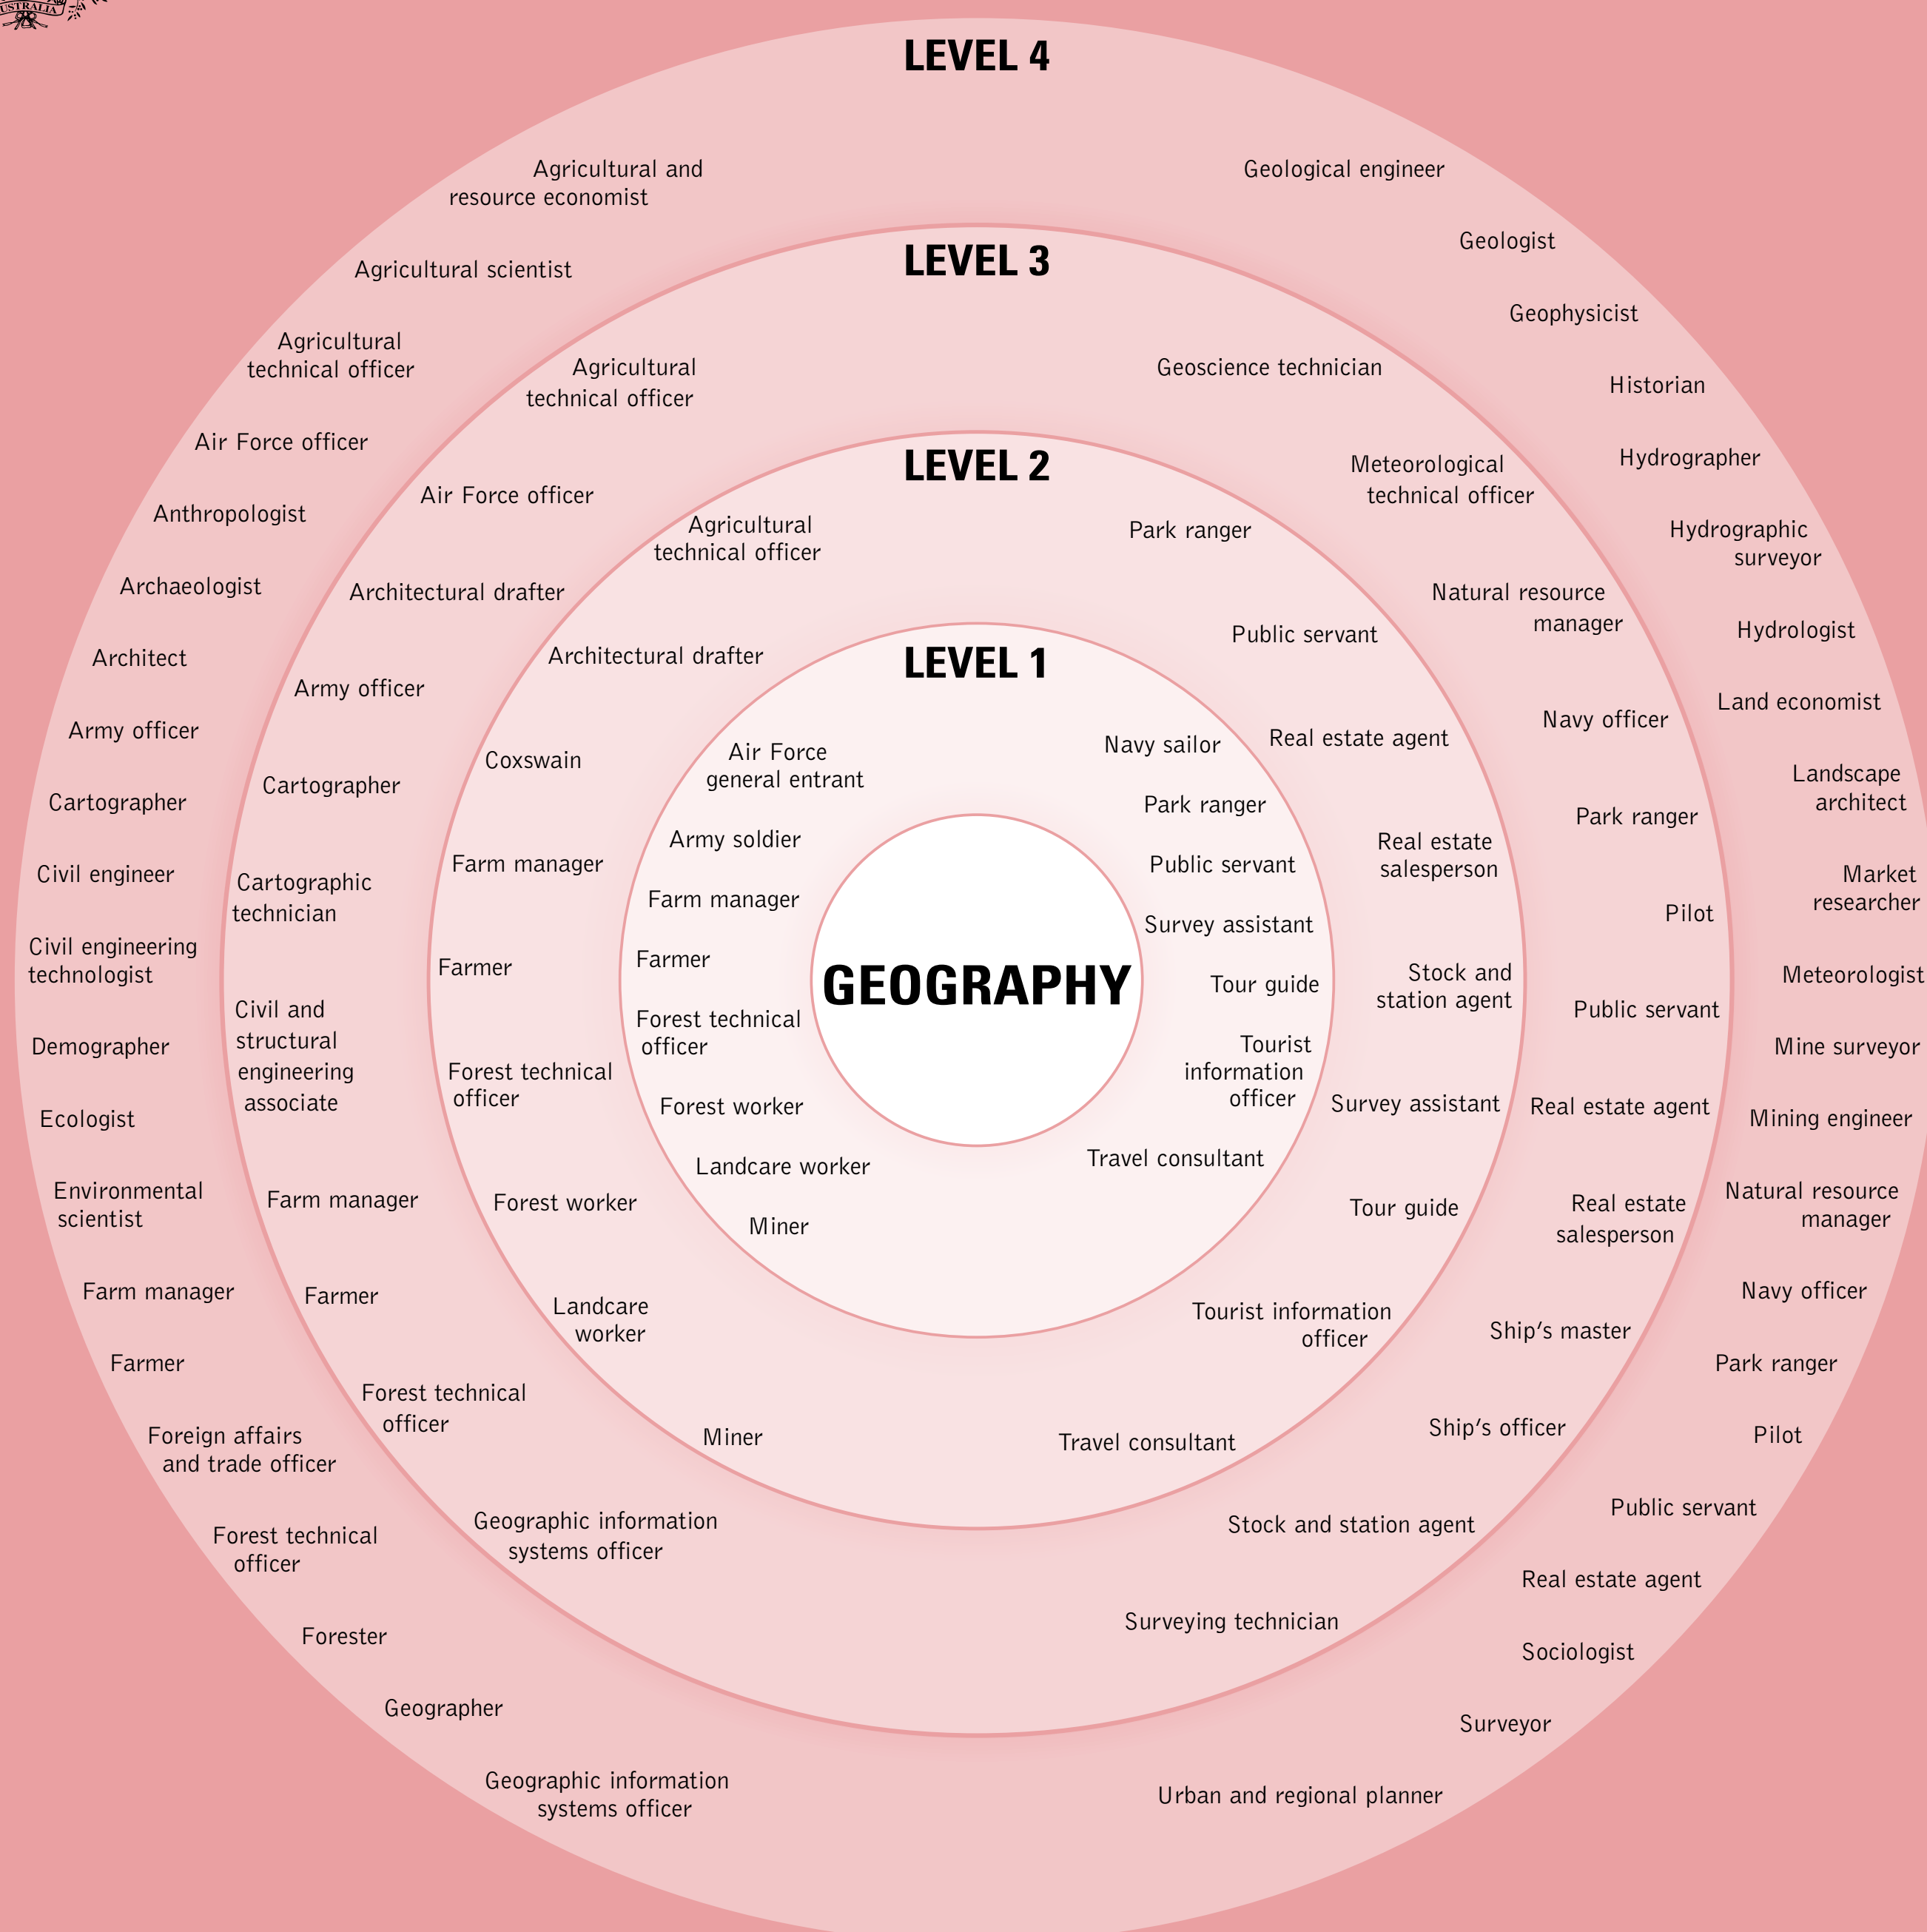 USTRALIA
LEVEL 4
Agricultural and
resource economist
Agricultural scientist
Agricultural
technical officer
Air Force officer
Anthropologist
Archaeologist
Architect
Army officer
Cartographer
Civil engineer
Civil engineering
technologist
Demographer
Ecologist
Environmental
scientist
Farm manager
Farmer
Foreign affairs
and trade officer
Forest technical
officer
Forester
Geographer
Geographic information
systems officer
Geological engineer
Geologist
Geophysicist
Historian
Hydrographer
Hydrographic
surveyor
Hydrologist
Land economist
Landscape
architect
Market
researcher
Meteorologist
Mine surveyor
Mining engineer
Natural resource
manager
Navy officer
Park ranger
Pilot
Public servant
Real estate agent
Sociologist
Surveyor
Urban and regional planner
LEVEL 3
Agricultural
technical officer
Air Force officer
Architectural drafter
Army officer
Cartographer
Cartographic
technician
Civil and
structural
engineering
associate
Farm manager
Farmer
Forest technical
officer
Geographic information
systems officer
Geoscience technician
Meteorological
technical officer
Natural resource
manager
Navy officer
Park ranger
Pilot
Public servant
Real estate agent
Real estate
salesperson
Ship's master
Ship's officer
Stock and station agent
Surveying technician
LEVEL 2
Agricultural
technical officer
Architectural drafter
Coxswain
Farm manager
Farmer
Forest technical
officer
Forest worker
Landcare
worker
Miner
Park ranger
Public servant
Real estate agent
Real estate
salesperson
Stock and
station agent
Survey assistant
Tour guide
Tourist information
officer
Travel consultant
LEVEL 1
Air Force
general entrant
Army soldier
Farm manager
Farmer
Forest technical
officer
Forest worker
Landcare worker
Miner
Navy sailor
Park ranger
Public servant
Survey assistant
Tour guide
Tourist
information
officer
Travel consultant
GEOGRAPHY